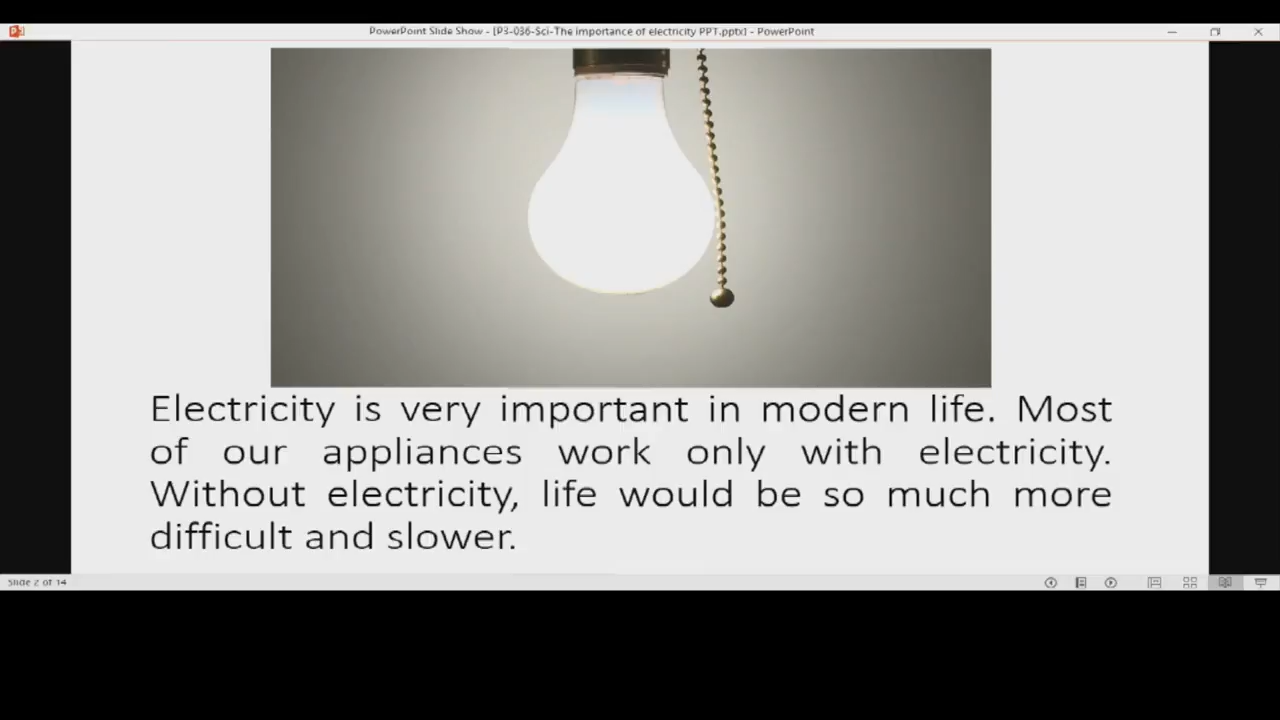 PowerPoint Slide Show - [P3-036-Sci-The importance of electricity PPT.pptx] - PowerPoint
Electricity is very important in modern life. Most
of our appliances work only with electricity.
Without electricity, life would be so much more
difficult and slower.
Slide 2 of 14